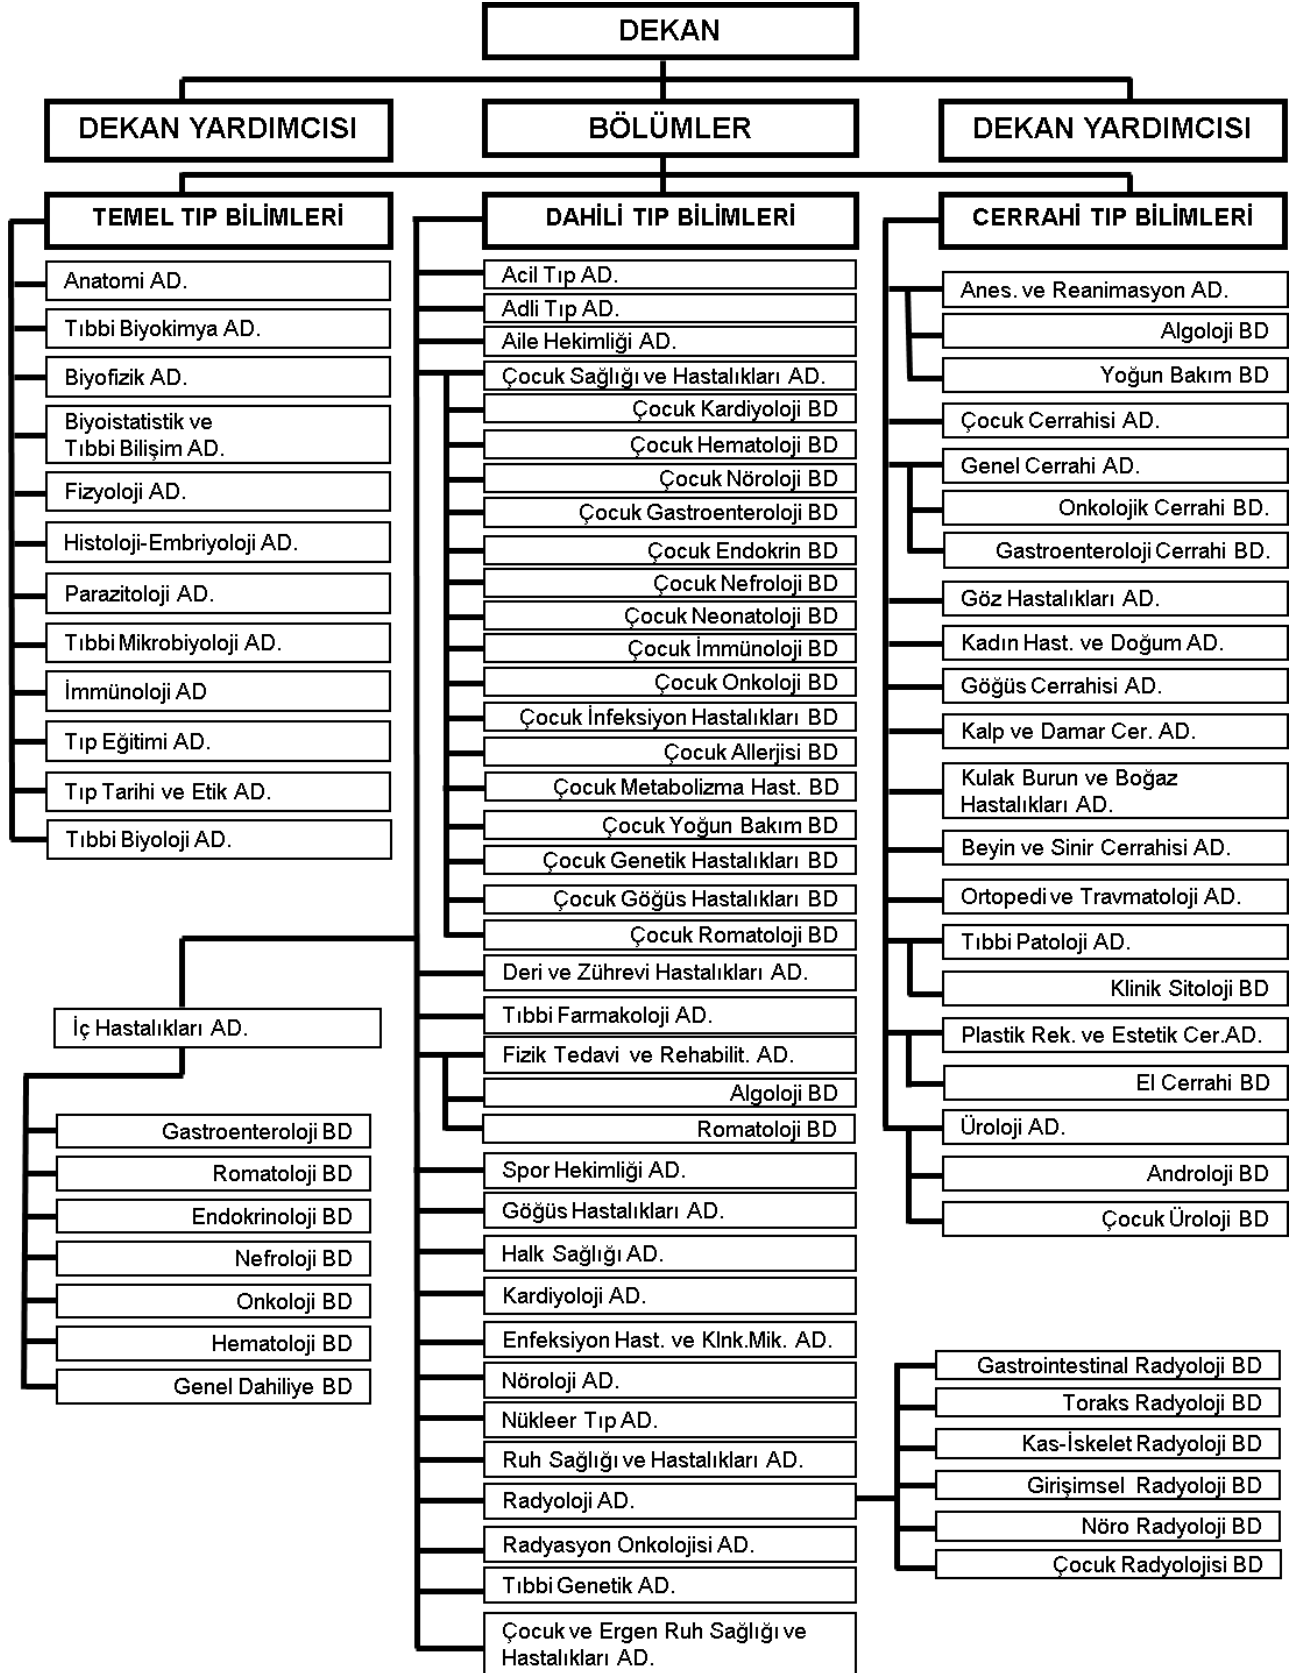 DEKAN
DEKAN YARDIMCISI
BÖLÜMLER
DEKAN YARDIMCISI
TEMEL TIP BİLİMLERİ
Anatomi AD.
Tıbbi Biyokimya AD.
Biyofizik AD.
Biyoistatistik ve
Tıbbi Bilişim AD.
Fizyoloji AD.
Histoloji-Embriyoloji AD.
Parazitoloji AD.
Tıbbi Mikrobiyoloji AD.
İmmünoloji AD
Tıp Eğitimi AD.
Tıp Tarihi ve Etik AD.
Tıbbi Biyoloji AD.
DAHİLİ TIP BİLİMLERİ
Acil Tıp AD.
Adli Tıp AD.
Aile Hekimliği AD.
Çocuk Sağlığı ve Hastalıkları AD.
Çocuk Kardiyoloji BD
Çocuk Hematoloji BD
Çocuk Nöroloji BD
Çocuk Gastroenteroloji BD
Çocuk Endokrin BD
Çocuk Nefroloji BD
Çocuk Neonatoloji BD
Çocuk İmmünoloji BD
Çocuk Onkoloji BD
Çocuk İnfeksiyon Hastalıkları BD
Çocuk Allerjisi BD
Çocuk Metabolizma Hast. BD
Çocuk Yoğun Bakım BD
Çocuk Genetik Hastalıkları BD
Çocuk Göğüs Hastalıkları BD
Çocuk Romatoloji BD
Deri ve Zührevi Hastalıkları AD.
Tıbbi Farmakoloji AD.
Fizik Tedavi ve Rehabilit. AD.
Algoloji BD
Romatoloji BD
Spor Hekimliği AD.
Göğüs Hastalıkları AD.
Halk Sağlığı AD.
Kardiyoloji AD.
Enfeksiyon Hast. ve Klnk.Mik. AD.
Nöroloji AD.
Nükleer Tıp AD.
Ruh Sağlığı ve Hastalıkları AD.
Radyoloji AD.
Radyasyon Onkolojisi AD.
Tıbbi Genetik AD.
Çocuk ve Ergen Ruh Sağlığı ve
Hastalıkları AD.
İç Hastalıkları AD.
Gastroenteroloji BD
Romatoloji BD
Endokrinoloji BD
Nefroloji BD
Onkoloji BD
Hematoloji BD
Genel Dahiliye BD
CERRAHİ TIP BİLİMLERİ
Anes. ve Reanimasyon AD.
Algoloji BD
Yoğun Bakım BD
Çocuk Cerrahisi AD.
Genel Cerrahi AD.
Onkolojik Cerrahi BD.
Gastroenteroloji Cerrahi BD.
Göz Hastalıkları AD.
Kadın Hast. ve Doğum AD.
Göğüs Cerrahisi AD.
Kalp ve Damar Cer. AD.
Kulak Burun ve Boğaz
Hastalıkları AD.
Beyin ve Sinir Cerrahisi AD.
Ortopedi ve Travmatoloji AD.
Tıbbi Patoloji AD.
Klinik Sitoloji BD
Plastik Rek. ve Estetik Cer.AD.
El Cerrahi BD
Üroloji AD.
Androloji BD
Çocuk Üroloji BD
Gastrointestinal Radyoloji BD
Toraks Radyoloji BD
Kas-İskelet Radyoloji BD
Girişimsel Radyoloji BD
Nöro Radyoloji BD
Çocuk Radyolojisi BD